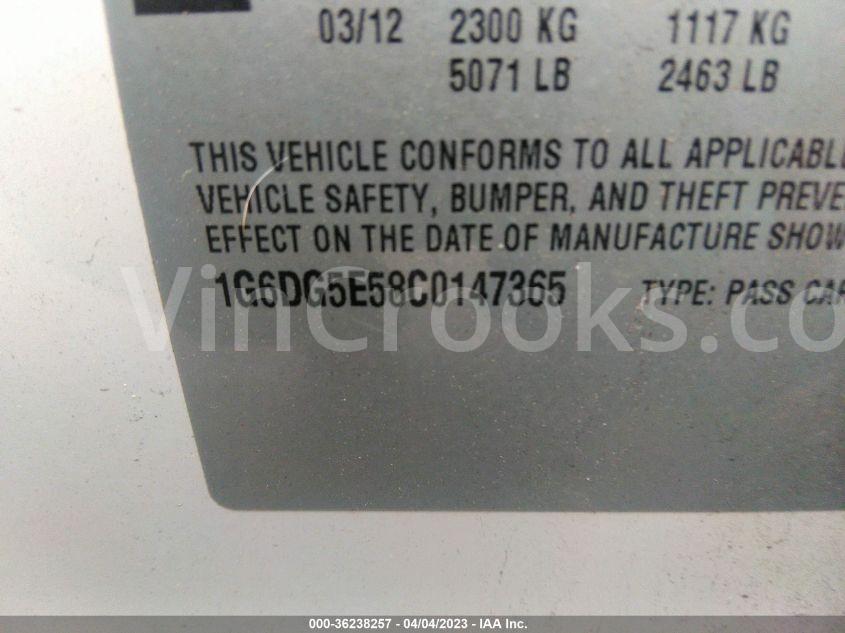 03/12 2300 KG 1117 KG
5071 LB 2463 LB
THIS VEHICLE CONFORMS TO ALL APPLICABL
VEHICLE SAFETY, BUMPER, AND THEFT PREVE
EFFECT ON THE DATE OF MANUFACTURE SHOW
1G6DG5E58C0147365 TYPE: PASS CAR
VinCrooks.co
000-36238257 - 04/04/2023 - IAA Inc.